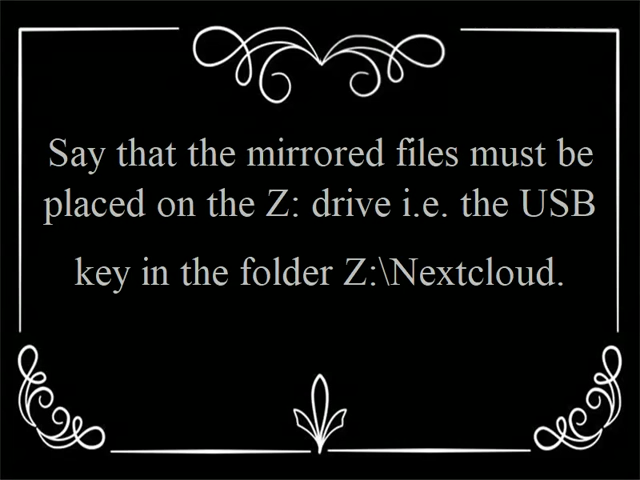 Say that the mirrored files must be
placed on the Z: drive i.e. the USB
key in the folder Z:\Nextcloud.